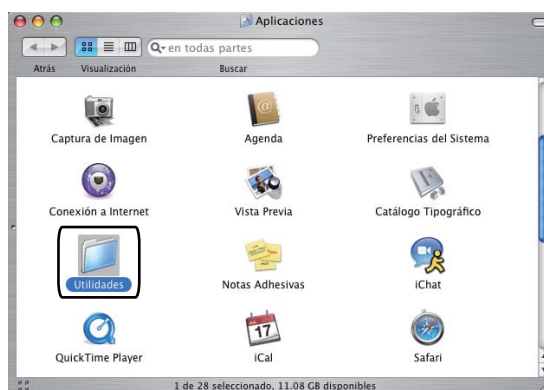 Aplicaciones
en todas partes
Atrás Visualización Buscar
Captura de Imagen Agenda Preferencias del Sistema
Conexión a Internet Vista Previa Catálogo Tipográfico
Utilidades Notas Adhesivas iChat
17
QuickTime Player iCal Safari
1 de 28 seleccionado, 11.08 GB disponibles